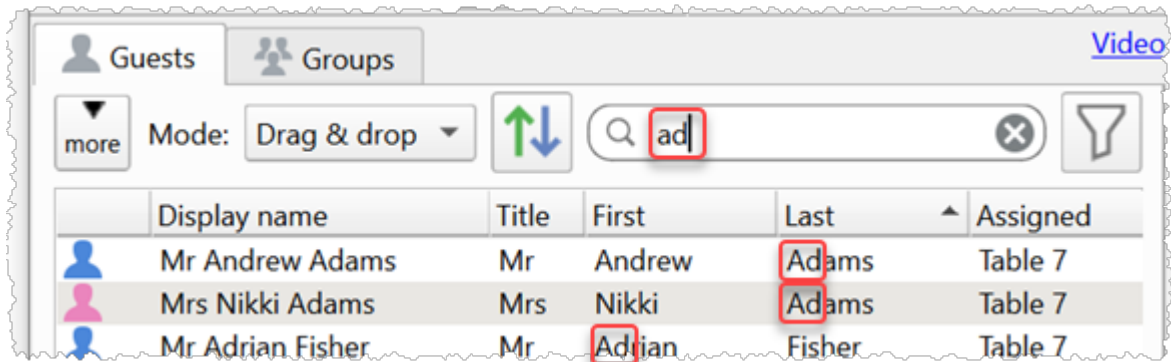 Guests Groups Video
more Mode: Drag & drop ad
Display name Title First Last Assigned
Mr Andrew Adams Mr Andrew Adams Table 7
Mrs Nikki Adams Mrs Nikki Adams Table 7
Mr Adrian Fisher Mr Adrian Fisher Table 7